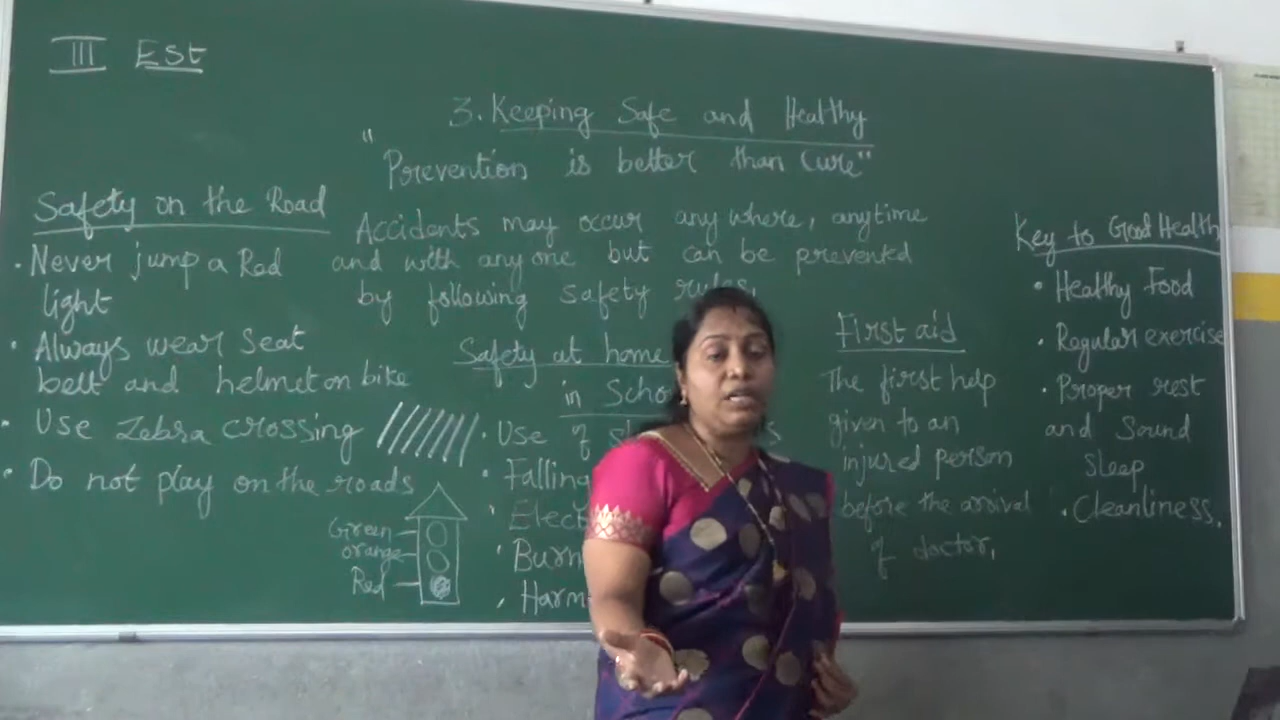 III Est
3. Keeping Safe and Healthy
"Prevention is better than Cure"
Safety on the Road
• Never jump a Red
light
• Always wear Seat
belt and helmet on bike
• Use Zebra crossing
• Do not play on the roads
Green
orange
Red
Accidents may occur any where, anytime
and with any one but can be prevented
by following safety rules.
Safety at home
in
• Use of
• Falling
•
•
•
First aid
The first help
given to an
injured person
before the arrival
of doctor.
Key to Good Health
• Healthy Food
• Regular exercise
• Proper rest
and Sound
Sleep
• Cleanliness.